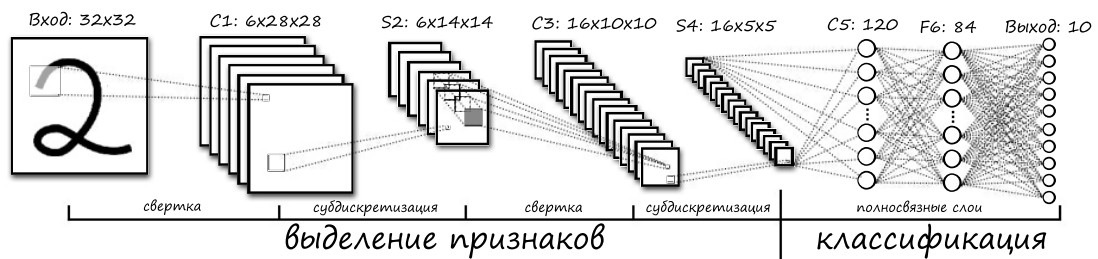 Вход: 32x32
C1: 6x28x28
S2: 6x14x14
C3: 16x10x10
S4: 16x5x5
C5: 120
F6: 84
Выход: 10
свертка
субдискретизация
свертка
субдискретизация
полносвязные слои
выделение признаков
классификация